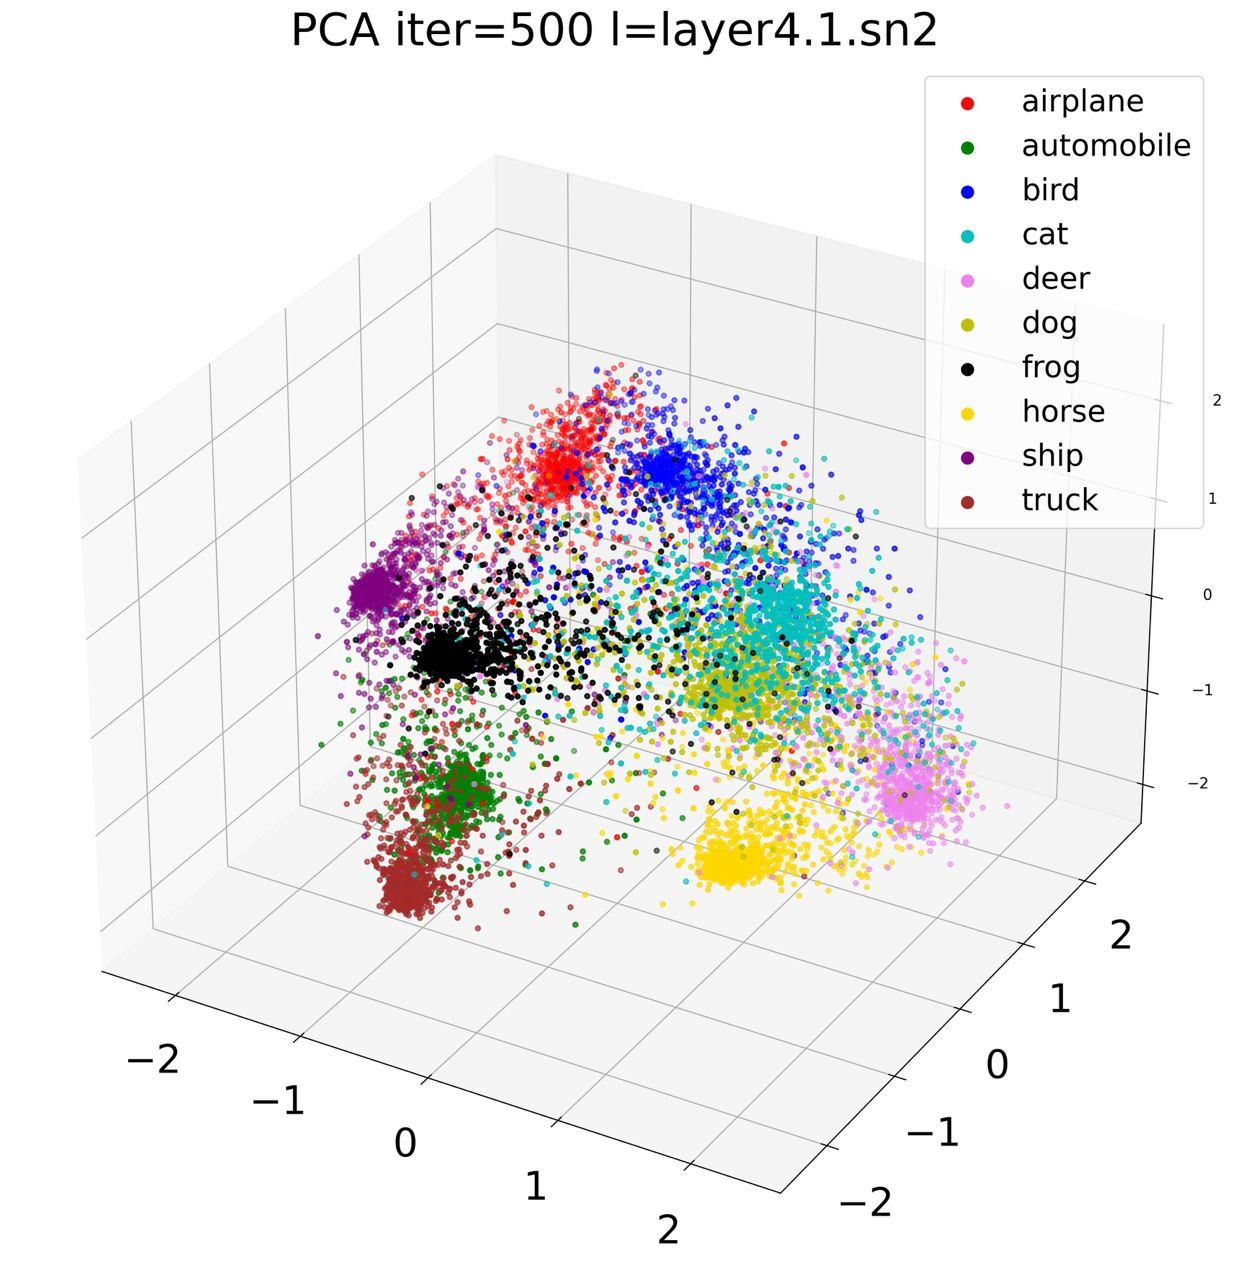 PCA iter=500 l=layer4.1.sn2
airplane
automobile
bird
cat
deer
dog
frog
horse
ship
truck
2
1
0
−1
−2
−2
−1
0
1
2
2
1
0
−1
−2